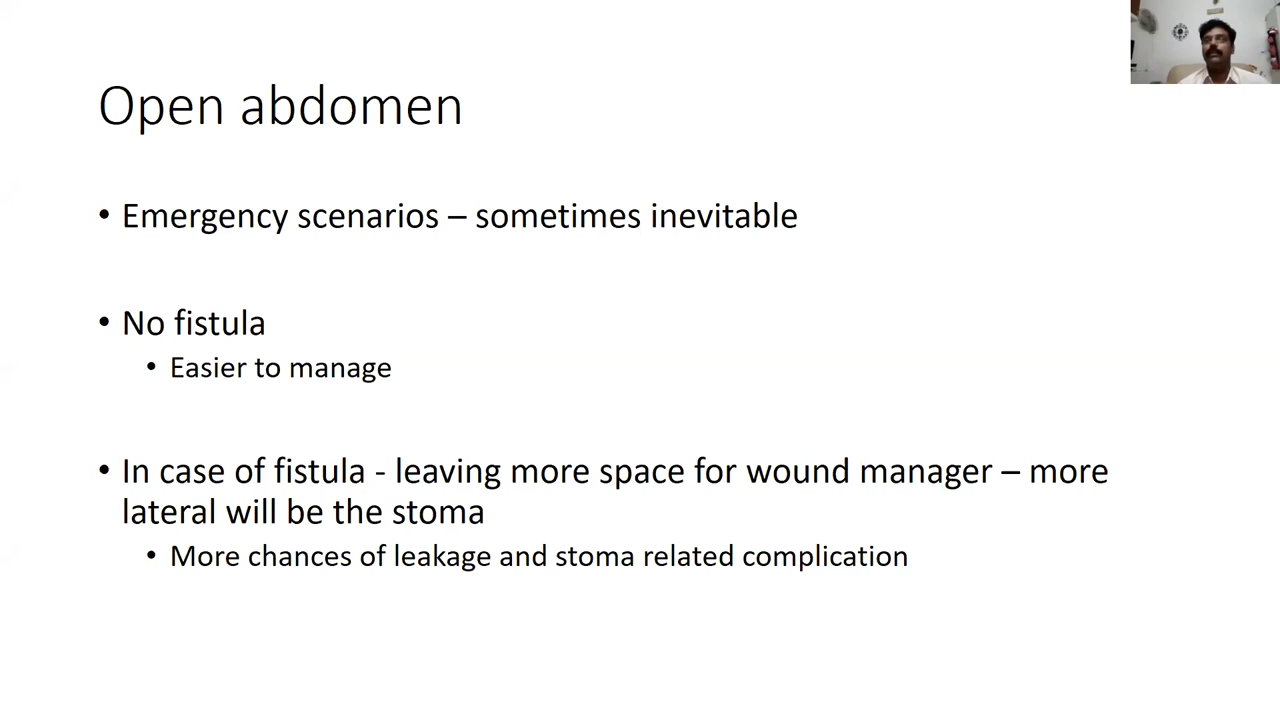 Open abdomen
• Emergency scenarios – sometimes inevitable
• No fistula
• Easier to manage
• In case of fistula - leaving more space for wound manager – more
lateral will be the stoma
• More chances of leakage and stoma related complication